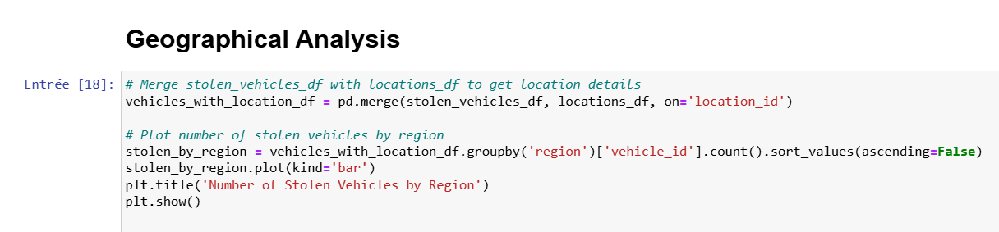 Geographical Analysis
Entrée [18]: # Merge stolen_vehicles_df with locations_df to get location details
vehicles_with_location_df = pd.merge(stolen_vehicles_df, locations_df, on='location_id')
# Plot number of stolen vehicles by region
stolen_by_region = vehicles_with_location_df.groupby('region')['vehicle_id'].count().sort_values(ascending=False)
stolen_by_region.plot(kind='bar')
plt.title('Number of Stolen Vehicles by Region')
plt.show()